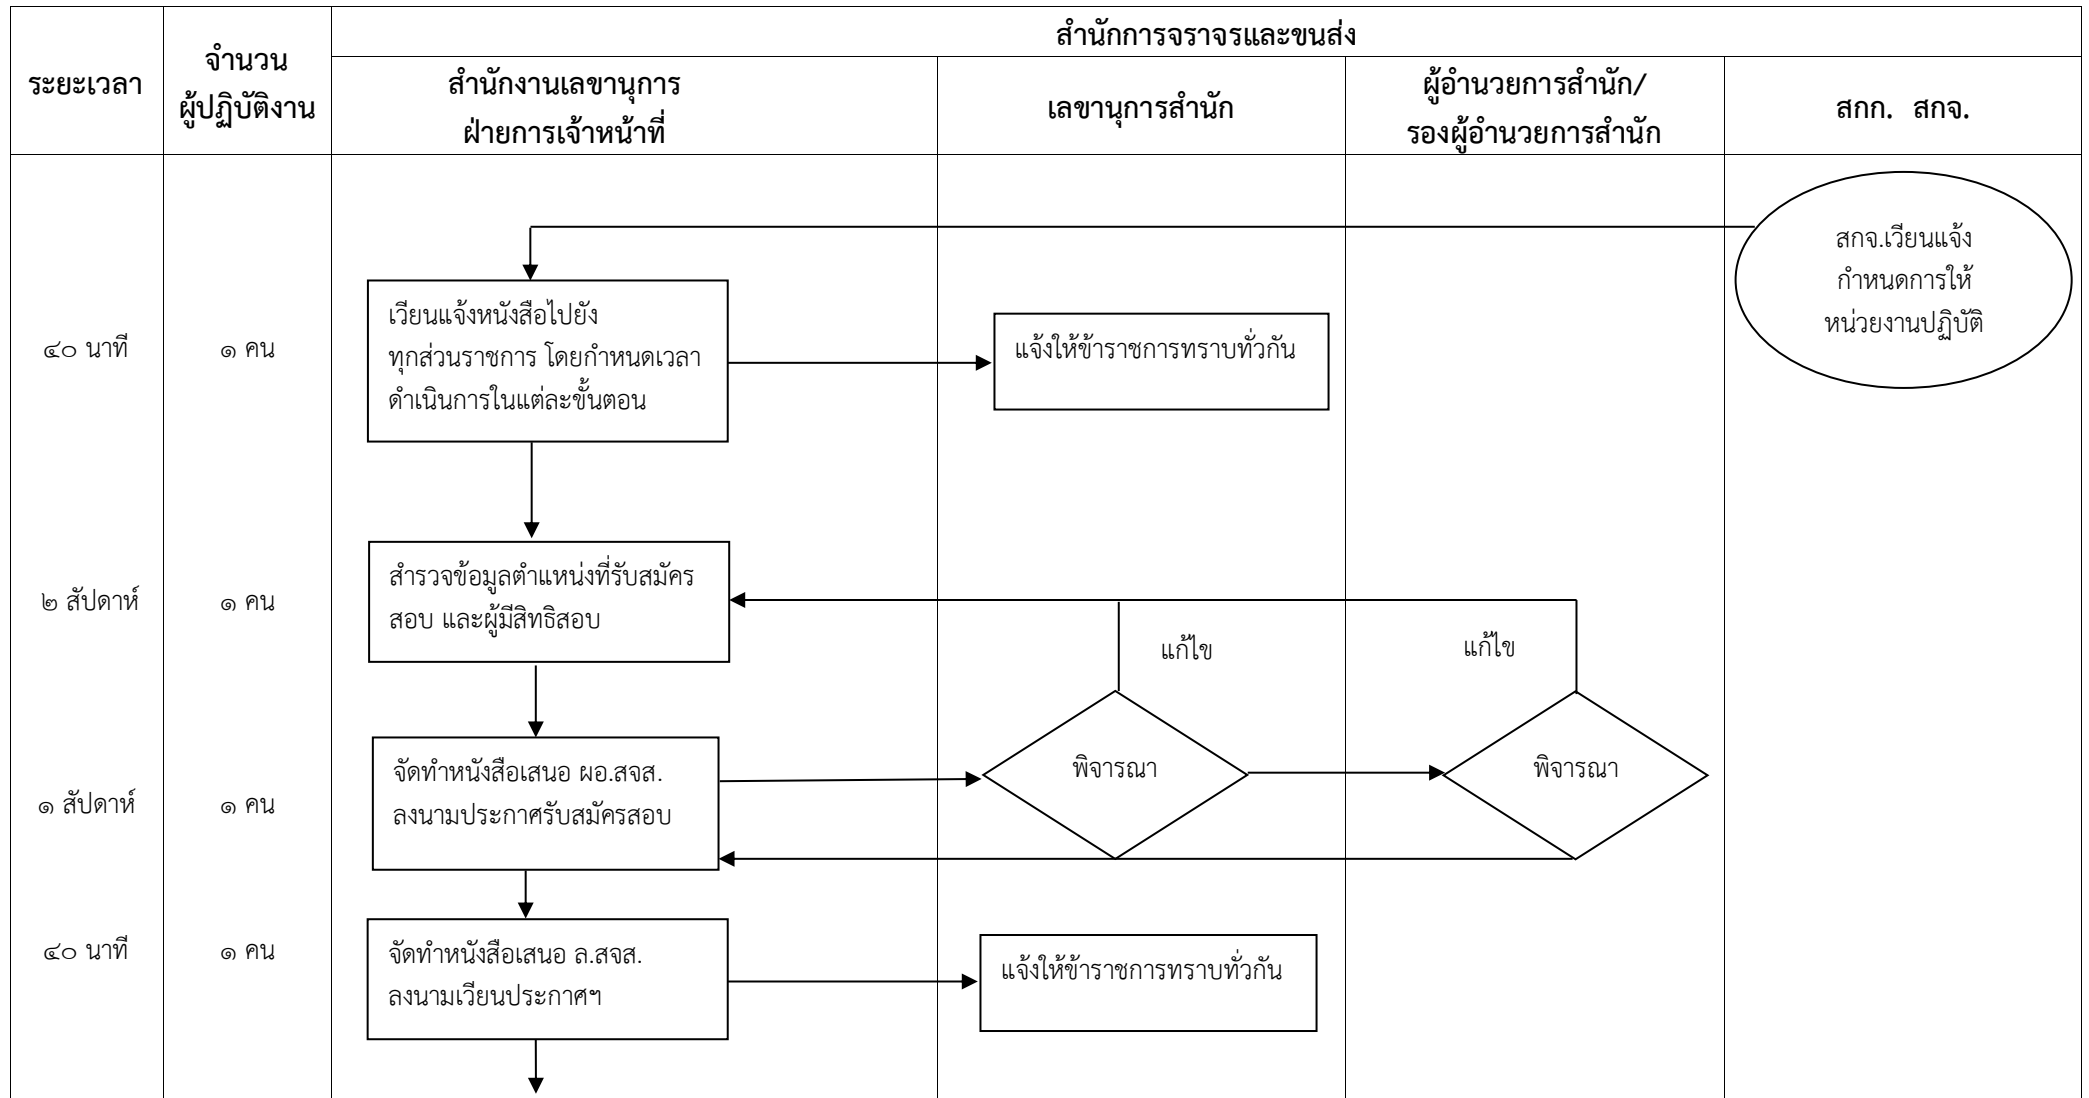 สำนักการจราจรและขนส่ง
ระยะเวลา
จำนวน
ผู้ปฏิบัติงาน
สำนักงานเลขานุการ
ฝ่ายการเจ้าหน้าที่
เลขานุการสำนัก
ผู้อำนวยการสำนัก/
รองผู้อำนวยการสำนัก
สกก. สกจ.
สกจ.เวียนแจ้ง
กำหนดการให้
หน่วยงานปฏิบัติ
๔๐ นาที
๑ คน
เวียนแจ้งหนังสือไปยัง
ทุกส่วนราชการ โดยกำหนดเวลา
ดำเนินการในแต่ละขั้นตอน
แจ้งให้ข้าราชการทราบทั่วกัน
๒ สัปดาห์
๑ คน
สำรวจข้อมูลตำแหน่งที่รับสมัคร
สอบ และผู้มีสิทธิสอบ
แก้ไข
แก้ไข
๑ สัปดาห์
๑ คน
จัดทำหนังสือเสนอ ผอ.สจส.
ลงนามประกาศรับสมัครสอบ
พิจารณา
พิจารณา
๔๐ นาที
๑ คน
จัดทำหนังสือเสนอ ล.สจส.
ลงนามเวียนประกาศฯ
แจ้งให้ข้าราชการทราบทั่วกัน